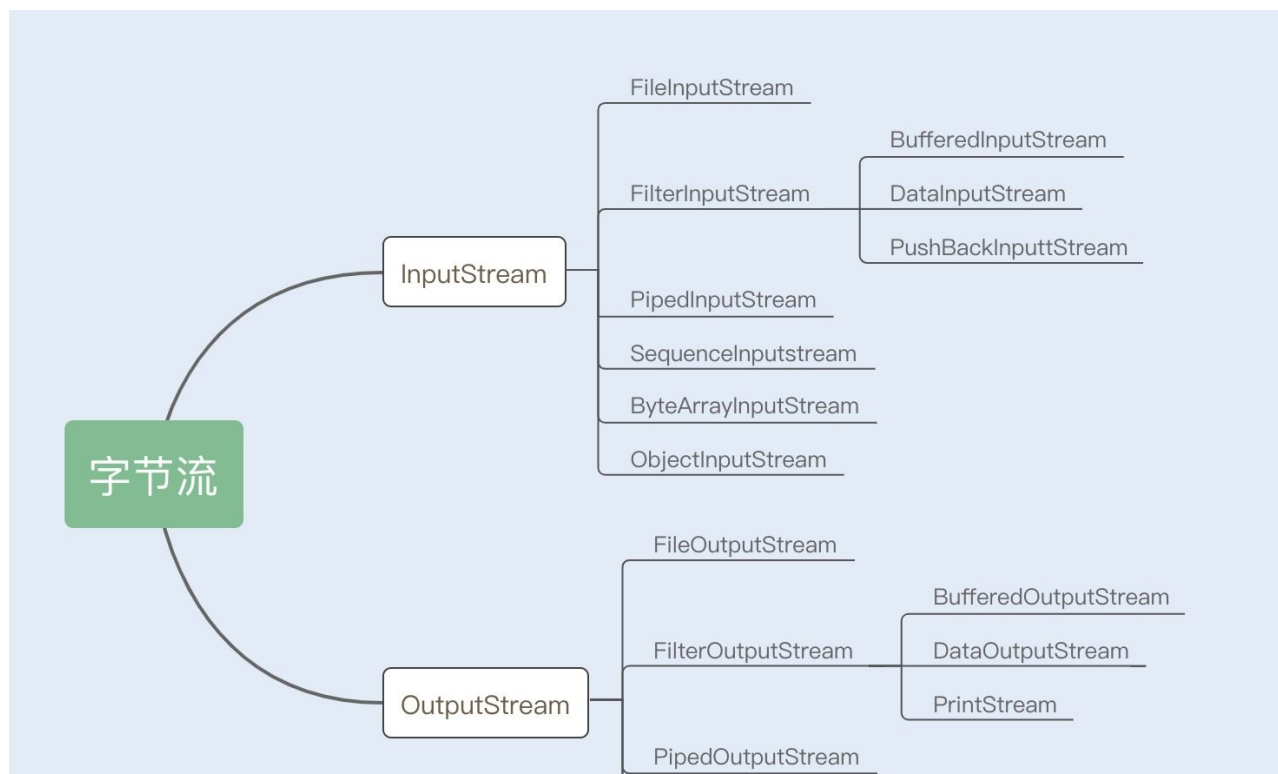 字节流
InputStream
FileInputStream
FilterInputStream
BufferedInputStream
DataInputStream
PushBackInputtStream
PipedInputStream
SequenceInputstream
ByteArrayInputStream
ObjectInputStream
OutputStream
FileOutputStream
FilterOutputStream
BufferedOutputStream
DataOutputStream
PrintStream
PipedOutputStream